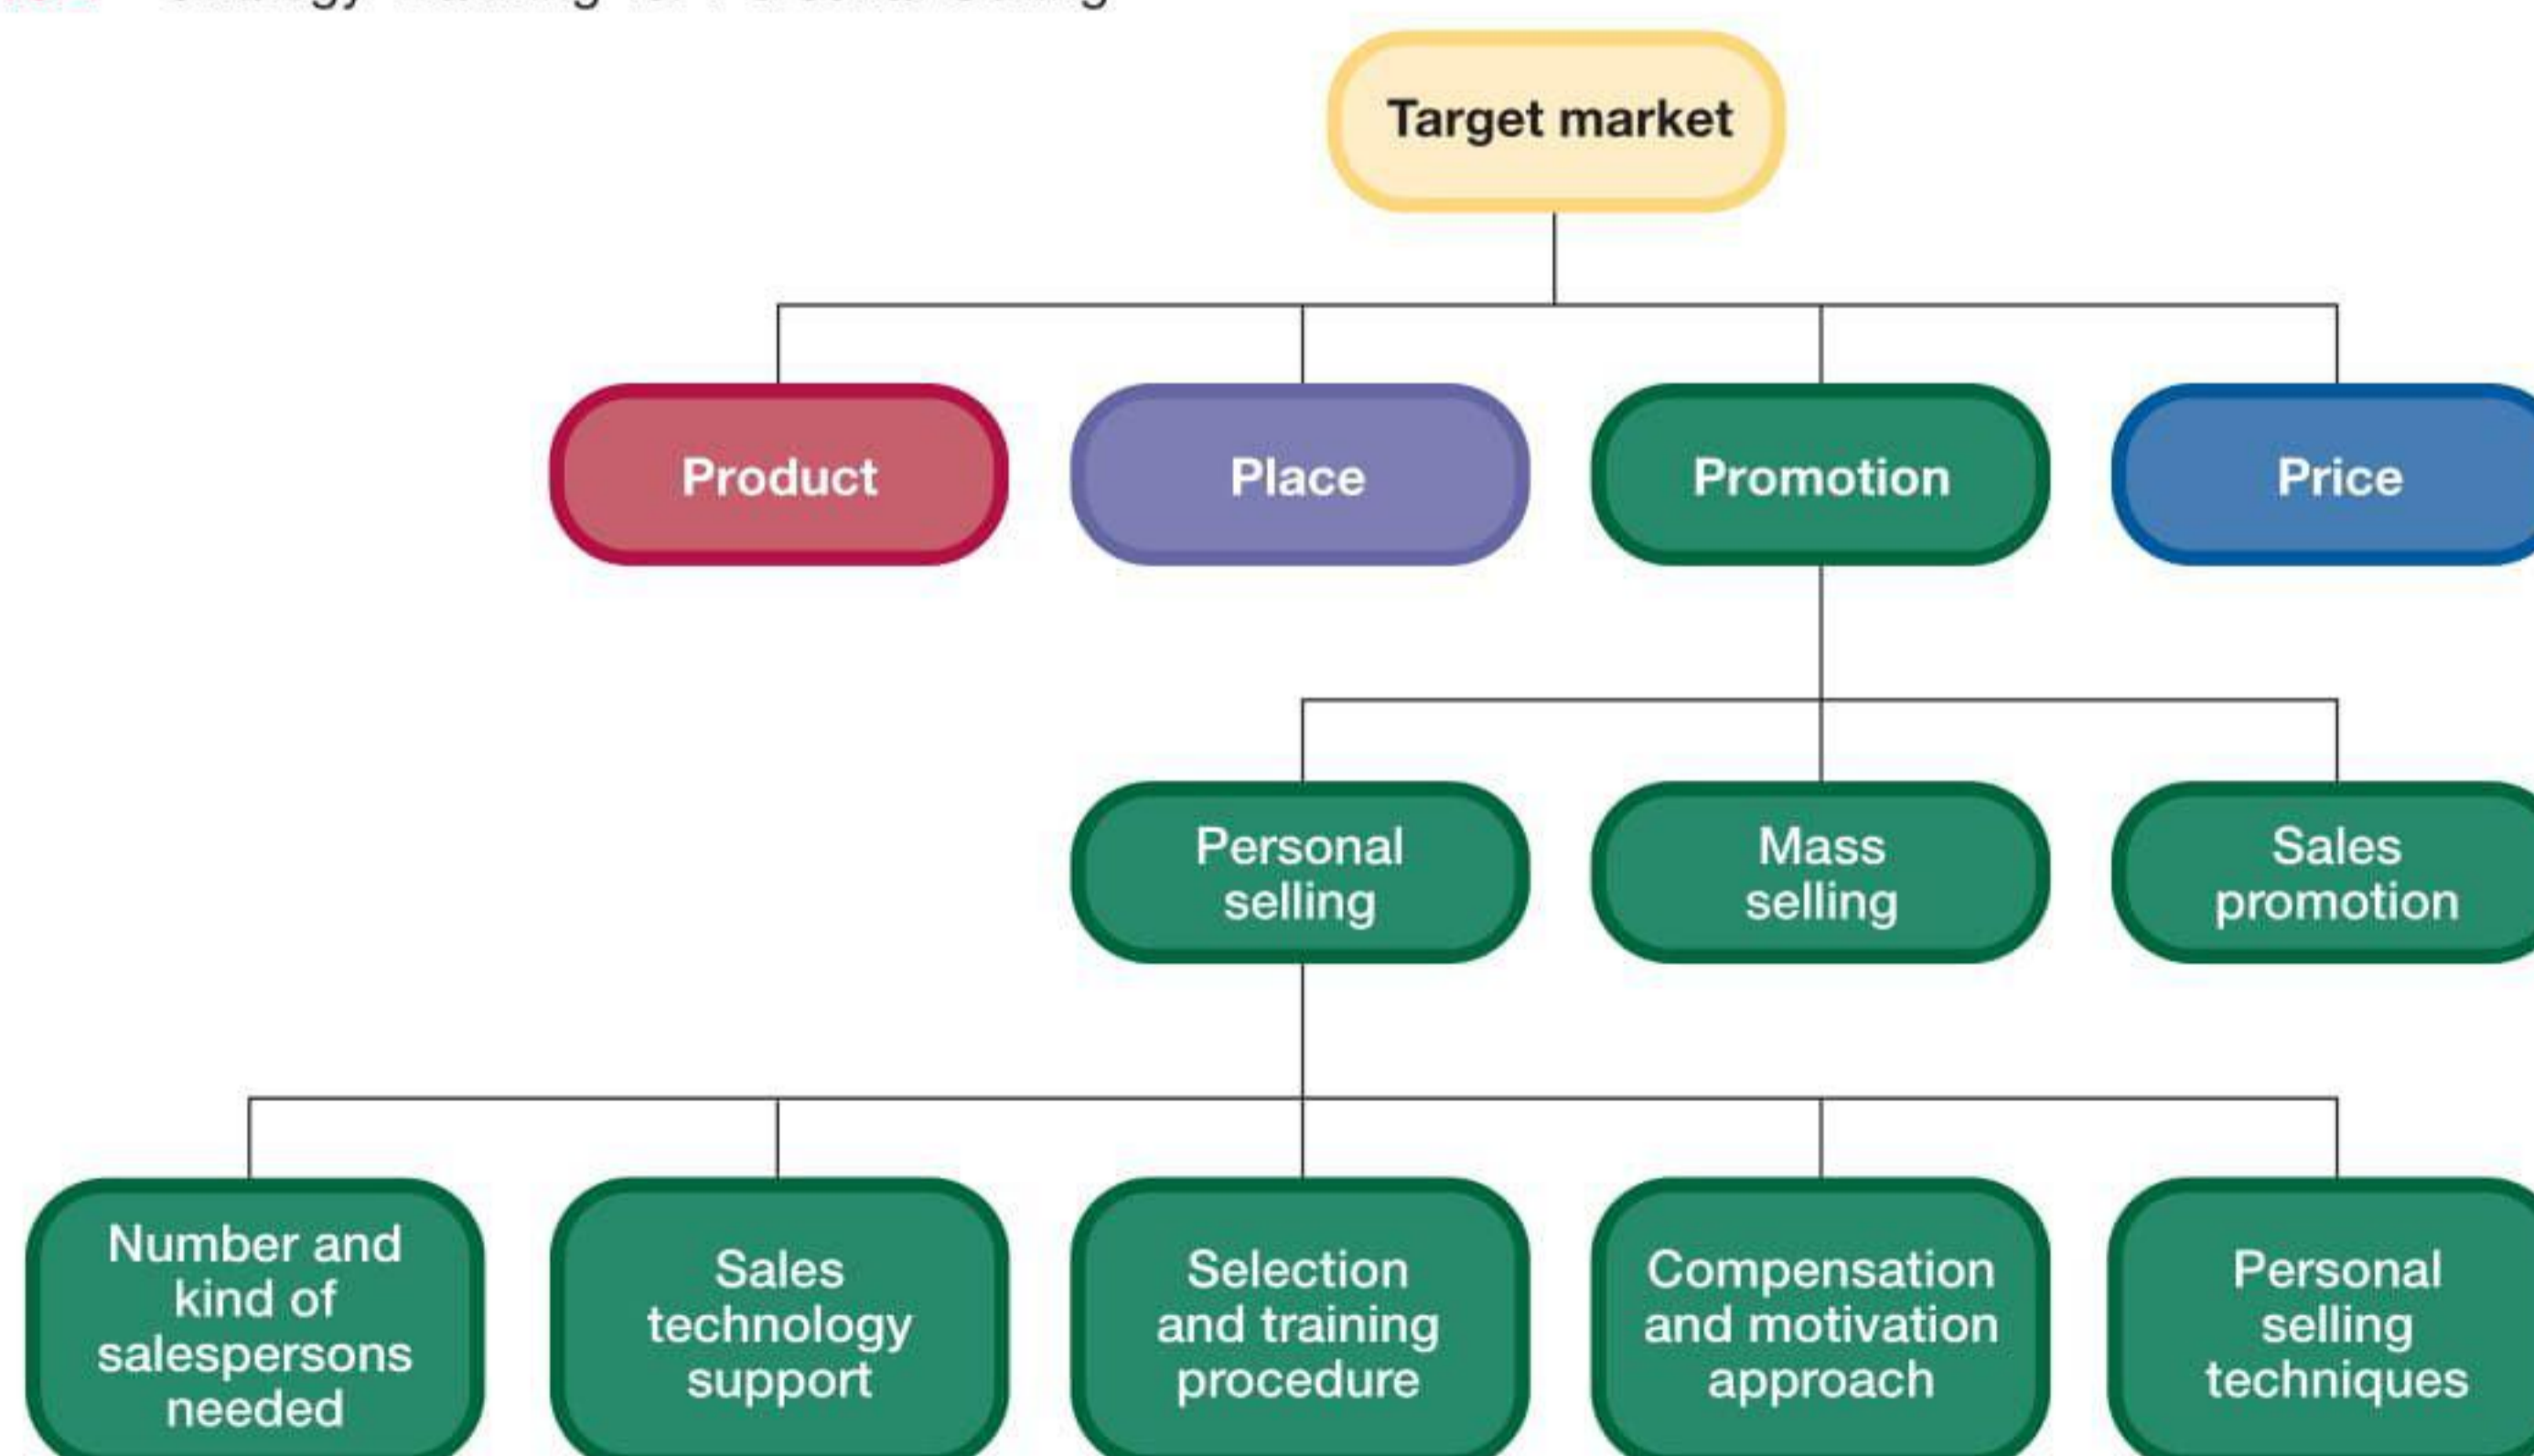 Target market
Product
Place
Promotion
Price
Personal
selling
Mass
selling
Sales
promotion
Number and
kind of
salespersons
needed
Sales
technology
support
Selection
and training
procedure
Compensation
and motivation
approach
Personal
selling
techniques